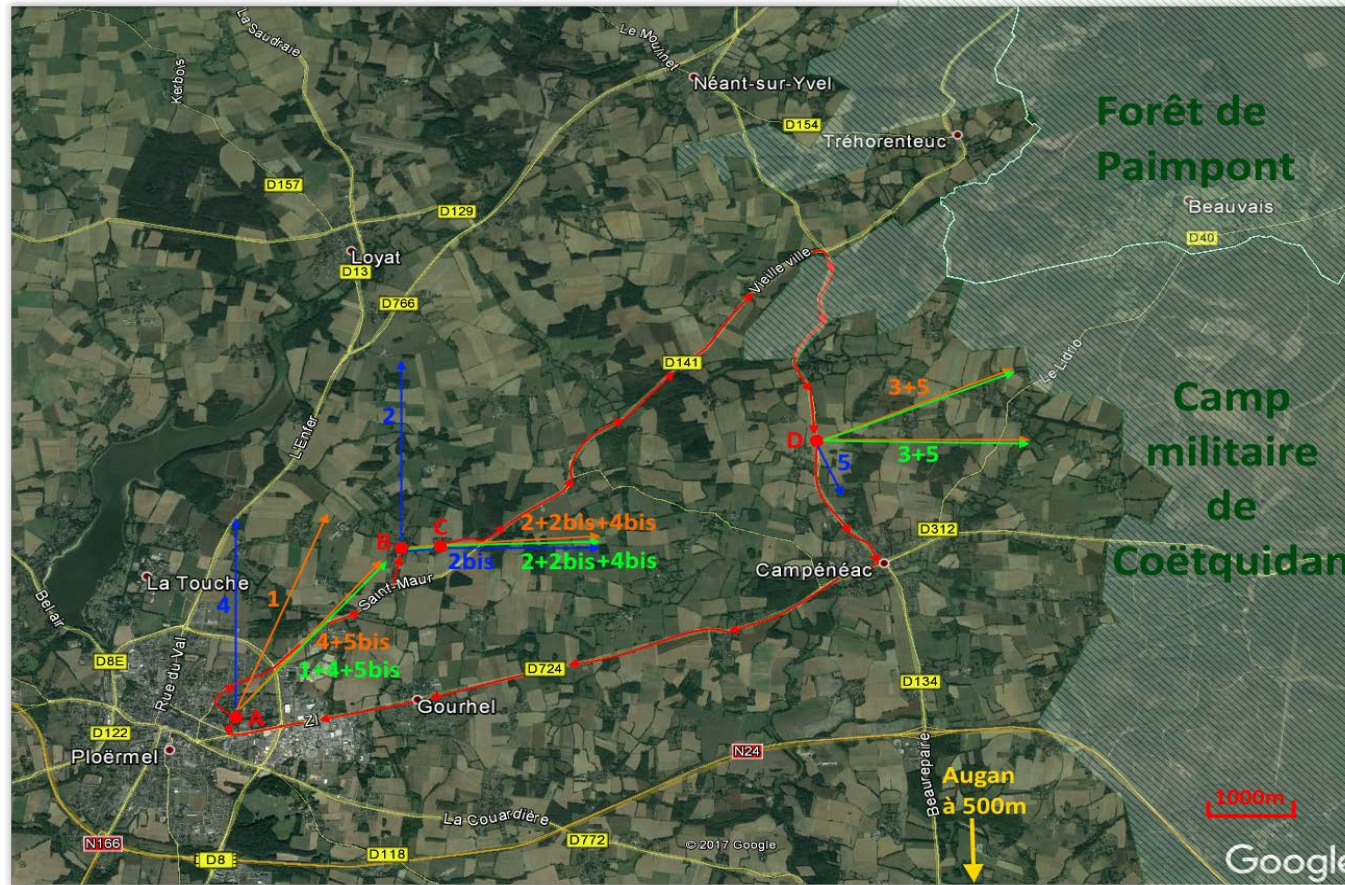 La Saudraie
Le Moulinet
Kerbois
Néant-sur-Yvel
Forêt de
Paimpont
D154
Tréhorenteuc
D157
Beauvais
D129
D40
Loyat
D13
Vieille ville
D766
D141
Le Lidrio
3+5
2
Camp
militaire
de
Coëtquidan
L'Enfer
D
3+5
5
B
C
2+2bis+4bis
D312
2bis
2+2bis+4bis
Campénéac
La Touche
1
Saint-Maur
4
Bel air
4+5bis
1+4+5bis
D8E
Rue du Val
D724
D134
Gourhel
A
ZI
D122
Ploërmel
N24
Beaurepaire
Augan
à 500m
1000m
La Couardière
N166
D8
D118
D772
© 2017 Google
Google